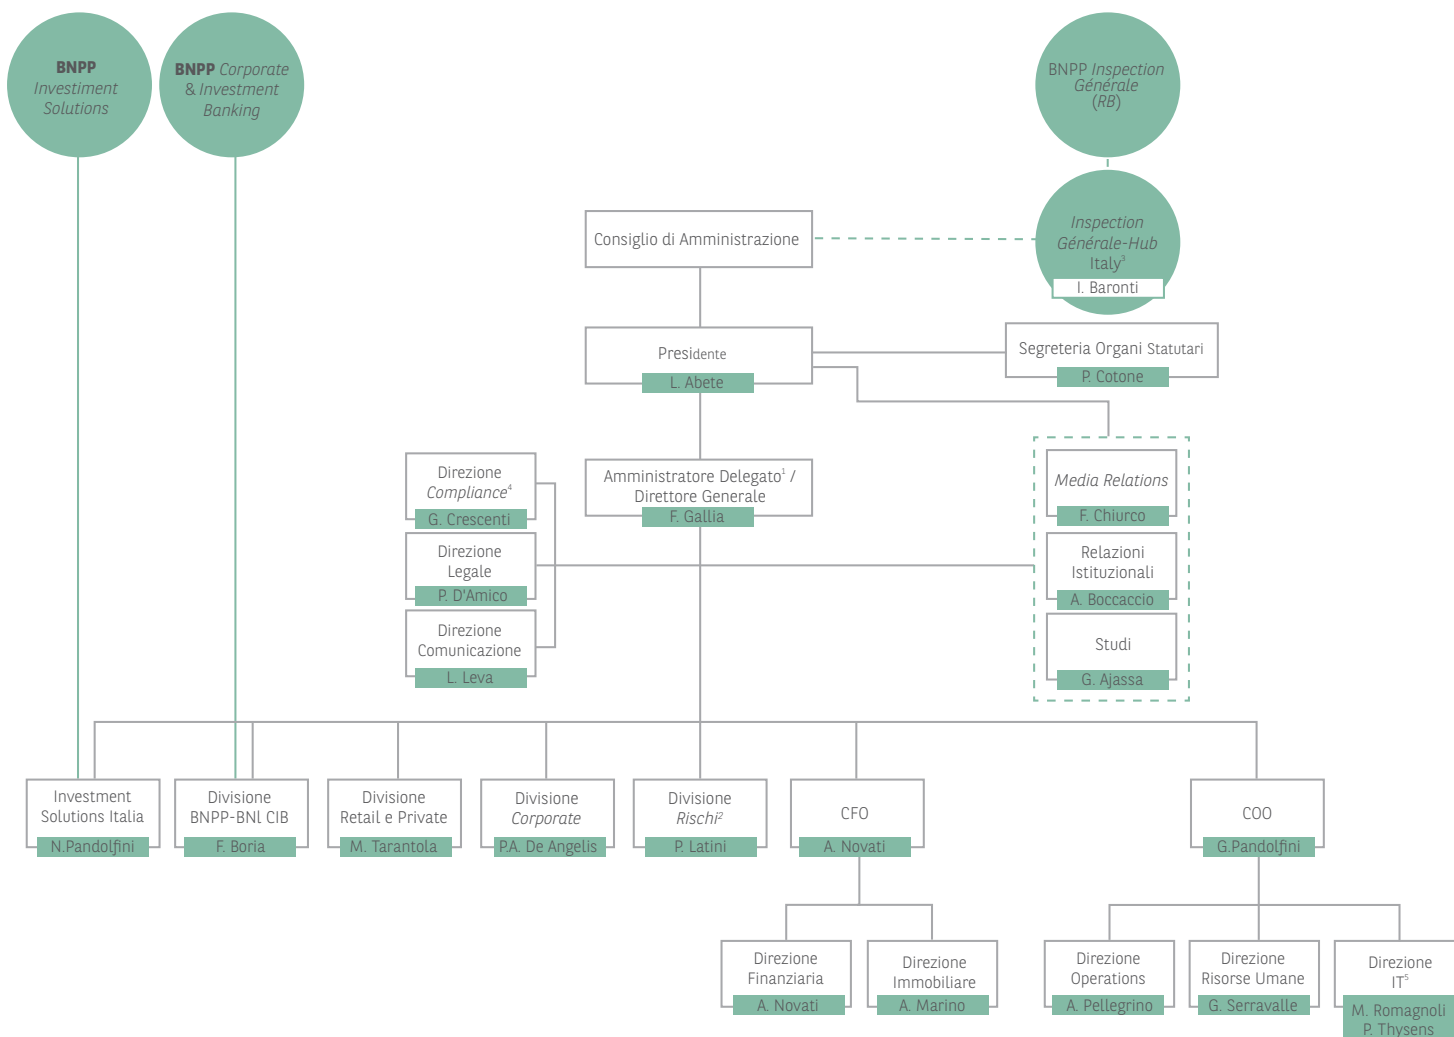 BNPP
Investiment
Solutions
BNPP Corporate
& Investment
Banking
BNPP Inspection
Générale
(RB)
Inspection
Générale-Hub
Italy³
I. Baronti
Consiglio di Amministrazione
Presidente
L. Abete
Segreteria Organi Statutari
P. Cotone
Direzione
Compliance⁴
G. Crescenti
Direzione
Legale
P. D'Amico
Direzione
Comunicazione
L. Leva
Amministratore Delegato¹ /
Direttore Generale
F. Gallia
Media Relations
F. Chiurco
Relazioni
Istituzionali
A. Boccaccio
Studi
G. Ajassa
Investment
Solutions Italia
N.Pandolfini
Divisione
BNPP-BNl CIB
F. Boria
Divisione
Retail e Private
M. Tarantola
Divisione
Corporate
P.A. De Angelis
Divisione
Rischi²
P. Latini
CFO
A. Novati
COO
G.Pandolfini
Direzione
Finanziaria
A. Novati
Direzione
Immobiliare
A. Marino
Direzione
Operations
A. Pellegrino
Direzione
Risorse Umane
G. Serravalle
Direzione
IT⁵
M. Romagnoli
P. Thysens